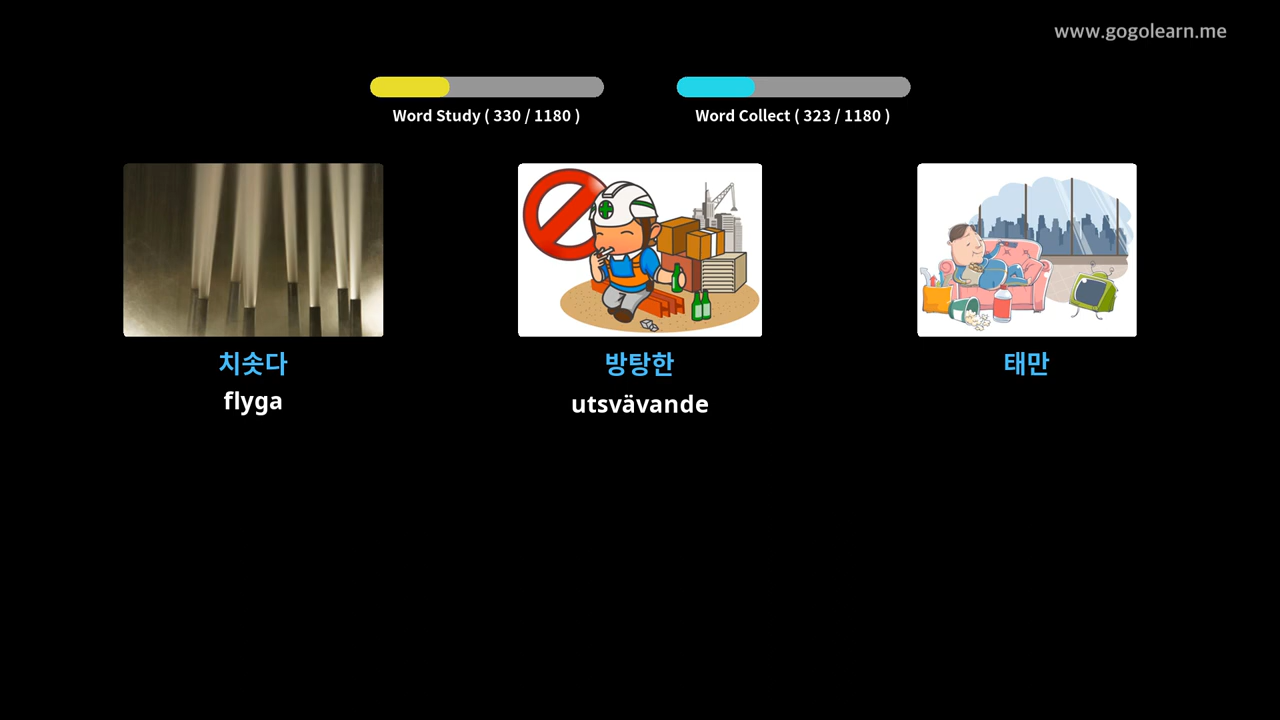 www.gogolearn.me
Word Study ( 330 / 1180 )
Word Collect ( 323 / 1180 )
치솟다
flyga
방탕한
utsvävande
태만